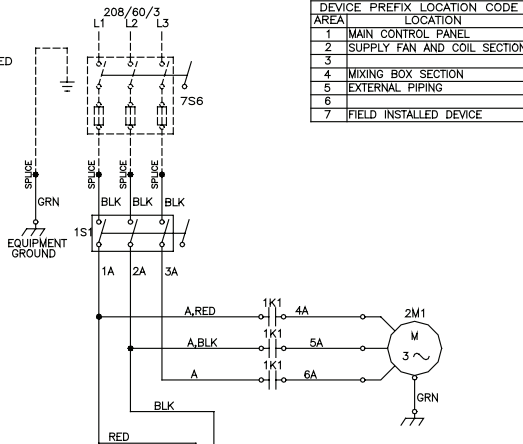 208/60/3
L1 L2 L3
ED
7S6
DEVICE PREFIX LOCATION CODE
AREA LOCATION
1 MAIN CONTROL PANEL
2 SUPPLY FAN AND COIL SECTION
3
4 MIXING BOX SECTION
5 EXTERNAL PIPING
6
7 FIELD INSTALLED DEVICE
SPLICE SPLICE SPLICE SPLICE
GRN BLK BLK BLK
EQUIPMENT
GROUND
1S1
1A 2A 3A
A,RED 1K1 4A
A,BLK 1K1 5A
A 1K1 6A
2M1
M
3 ~
GRN
BLK
RED